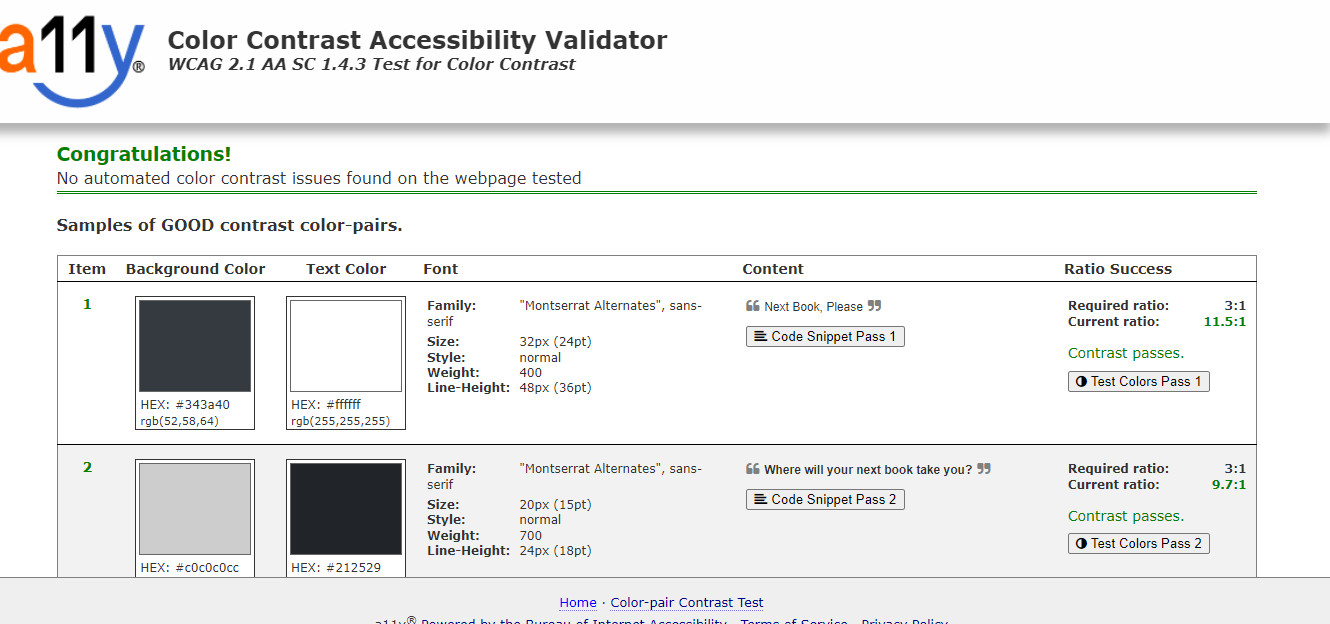 a11y®
Color Contrast Accessibility Validator
WCAG 2.1 AA SC 1.4.3 Test for Color Contrast
Congratulations!
No automated color contrast issues found on the webpage tested
Samples of GOOD contrast color-pairs.
Item Background Color Text Color Font Content Ratio Success
1
HEX: #343a40
rgb(52,58,64)
HEX: #ffffff
rgb(255,255,255)
Family: "Montserrat Alternates", sans-
serif
Size: 32px (24pt)
Style: normal
Weight: 400
Line-Height: 48px (36pt)
❝ Next Book, Please ❞
Code Snippet Pass 1
Required ratio: 3:1
Current ratio: 11.5:1
Contrast passes.
Test Colors Pass 1
2
HEX: #c0c0c0cc
HEX: #212529
Family: "Montserrat Alternates", sans-
serif
Size: 20px (15pt)
Style: normal
Weight: 700
Line-Height: 24px (18pt)
❝ Where will your next book take you? ❞
Code Snippet Pass 2
Required ratio: 3:1
Current ratio: 9.7:1
Contrast passes.
Test Colors Pass 2
Home · Color-pair Contrast Test
a11y® Powered by the Bureau of Internet Accessibility · Terms of Service · Privacy Policy